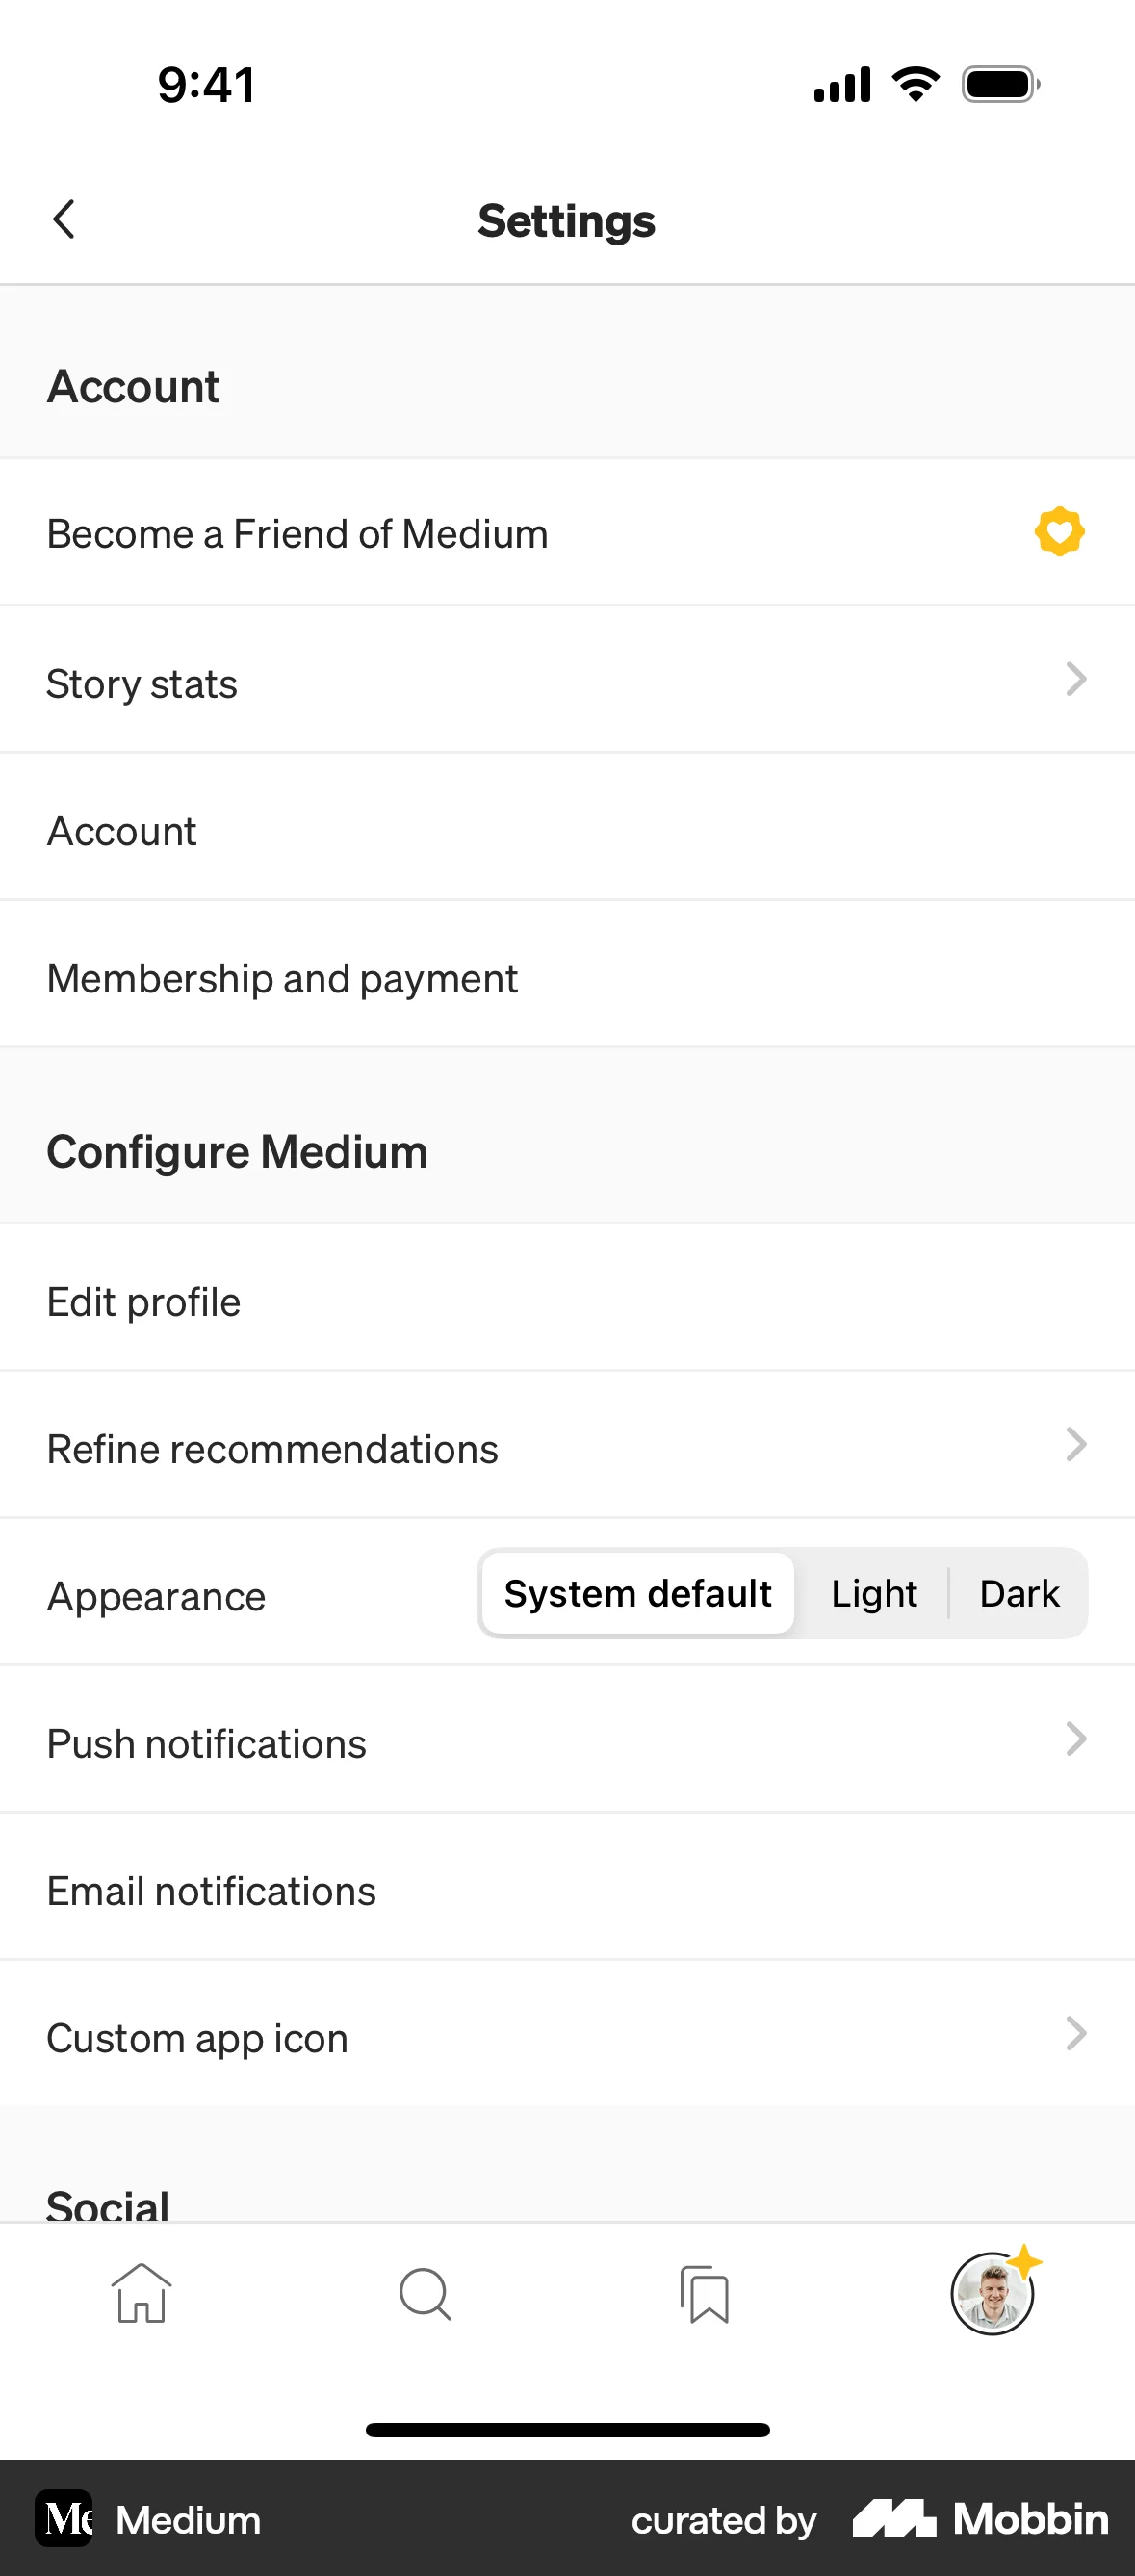 9:41
Settings
Account
Become a Friend of Medium
Story stats
Account
Membership and payment
Configure Medium
Edit profile
Refine recommendations
Appearance System default Light Dark
Push notifications
Email notifications
Custom app icon
Social
Me Medium curated by Mobbin